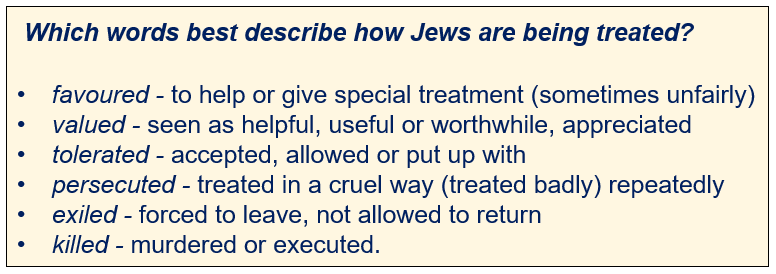 Which words best describe how Jews are being treated?
• favoured - to help or give special treatment (sometimes unfairly)
• valued - seen as helpful, useful or worthwhile, appreciated
• tolerated - accepted, allowed or put up with
• persecuted - treated in a cruel way (treated badly) repeatedly
• exiled - forced to leave, not allowed to return
• killed - murdered or executed.